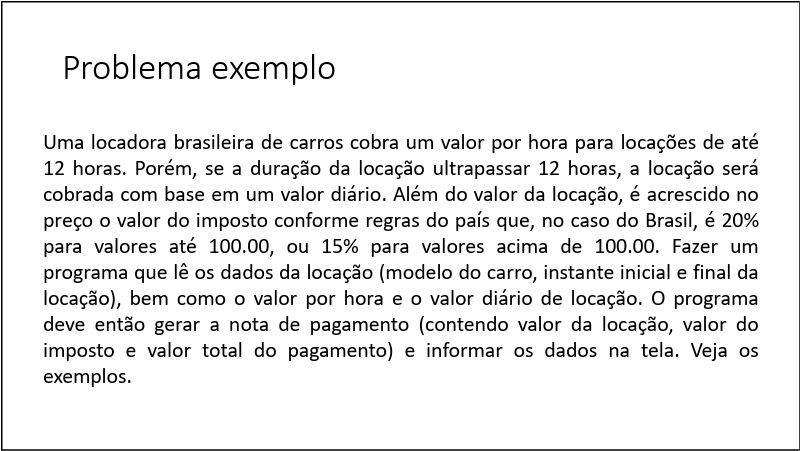 Problema exemplo
Uma locadora brasileira de carros cobra um valor por hora para locações de até
12 horas. Porém, se a duração da locação ultrapassar 12 horas, a locação será
cobrada com base em um valor diário. Além do valor da locação, é acrescido no
preço o valor do imposto conforme regras do país que, no caso do Brasil, é 20%
para valores até 100.00, ou 15% para valores acima de 100.00. Fazer um
programa que lê os dados da locação (modelo do carro, instante inicial e final da
locação), bem como o valor por hora e o valor diário de locação. O programa
deve então gerar a nota de pagamento (contendo valor da locação, valor do
imposto e valor total do pagamento) e informar os dados na tela. Veja os
exemplos.